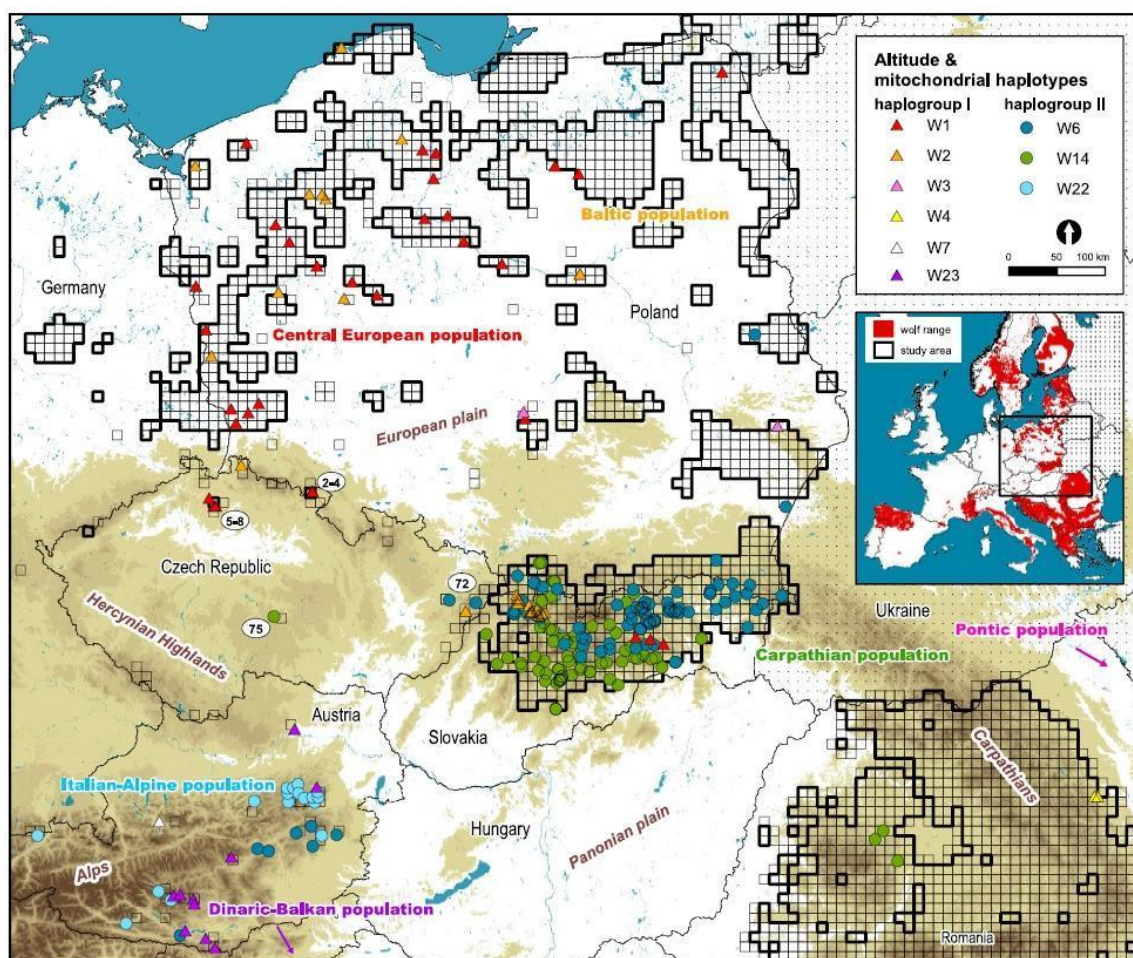 Altitude &
mitochondrial haplotypes
haplogroup I
haplogroup II
W1
W2
W3
W4
W7
W23
W6
W14
W22
0 50 100 km
wolf range
study area
Baltic population
Germany
Poland
Central European population
European plain
2=4
5=8
Czech Republic
72
75
Hercynian Highlands
Ukraine
Pontic population
Carpathian population
Austria
Slovakia
Carpathians
Italian-Alpine population
Hungary
Panonian plain
Alps
Dinaric-Balkan population
Romania